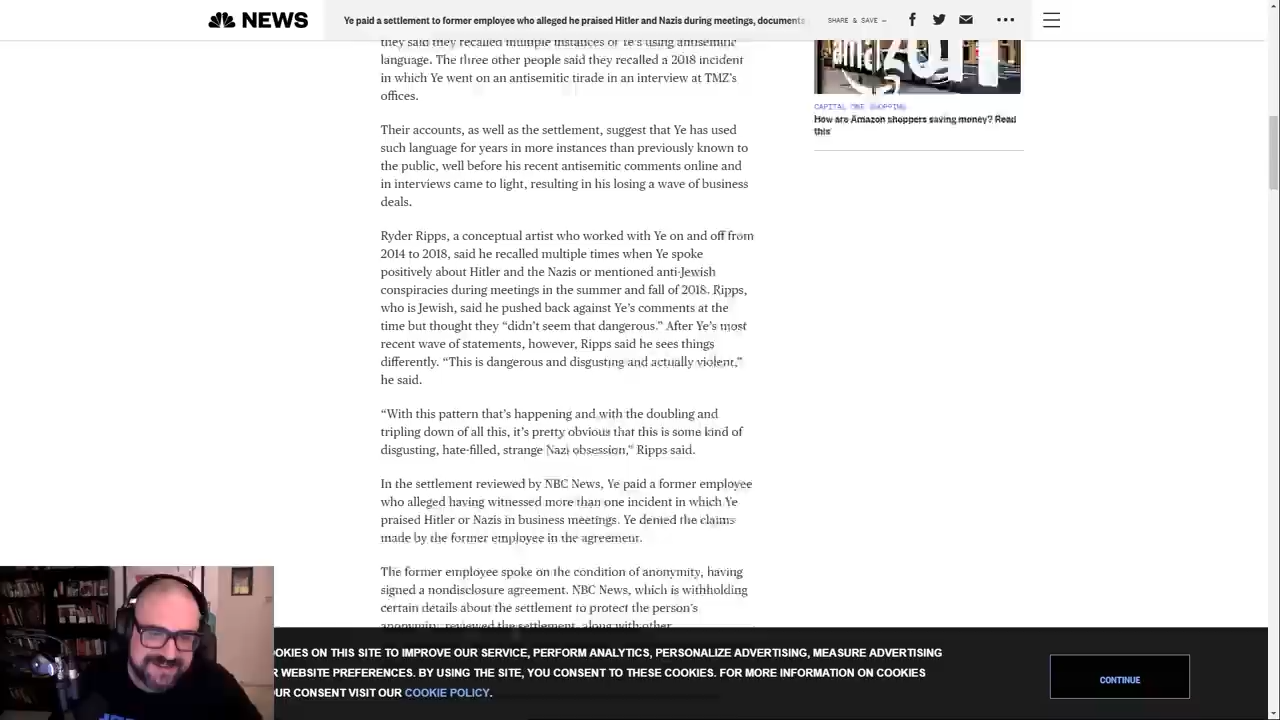 NEWS
Ye paid a settlement to former employee who alleged he praised Hitler and Nazis during meetings, documents
SHARE & SAVE —
they said they recalled multiple instances of Ye's using antisemitic
language. The three other people said they recalled a 2018 incident
in which Ye went on an antisemitic tirade in an interview at TMZ's
offices.
Their accounts, as well as the settlement, suggest that Ye has used
such language for years in more instances than previously known to
the public, well before his recent antisemitic comments online and
in interviews came to light, resulting in his losing a wave of business
deals.
Ryder Ripps, a conceptual artist who worked with Ye on and off from
2014 to 2018, said he recalled multiple times when Ye spoke
positively about Hitler and the Nazis or mentioned anti-Jewish
conspiracies during meetings in the summer and fall of 2018. Ripps,
who is Jewish, said he pushed back against Ye's comments at the
time but thought they “didn't seem that dangerous.” After Ye's most
recent wave of statements, however, Ripps said he sees things
differently. “This is dangerous and disgusting and actually violent,”
he said.
“With this pattern that's happening and with the doubling and
tripling down of all this, it's pretty obvious that this is some kind of
disgusting, hate-filled, strange Nazi obsession,” Ripps said.
In the settlement reviewed by NBC News, Ye paid a former employee
who alleged having witnessed more than one incident in which Ye
praised Hitler or Nazis in business meetings. Ye denied the claims
made by the former employee in the agreement.
The former employee spoke on the condition of anonymity, having
signed a nondisclosure agreement. NBC News, which is withholding
certain details about the settlement to protect the person's
anonymity, reviewed the settlement, along with other
CAPITAL ONE SHOPPING
How are Amazon shoppers saving money? Read
this
OKIES ON THIS SITE TO IMPROVE OUR SERVICE, PERFORM ANALYTICS, PERSONALIZE ADVERTISING, MEASURE ADVERTISING
R WEBSITE PREFERENCES. BY USING THE SITE, YOU CONSENT TO THESE COOKIES. FOR MORE INFORMATION ON COOKIES
UR CONSENT VISIT OUR COOKIE POLICY.
CONTINUE